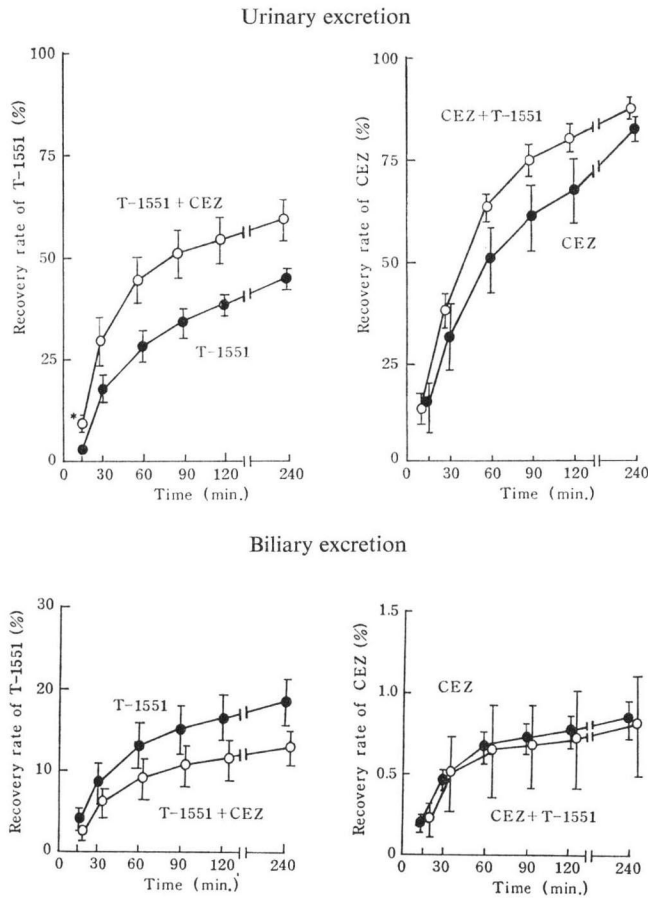 Urinary excretion
Recovery rate of T-1551 (%)
100
75
50
25
0
T-1551 + CEZ
T-1551
*
0 30 60 90 120 240
Time (min.)
Recovery rate of CEZ (%)
100
75
50
25
0
CEZ+T-1551
CEZ
0 30 60 90 120 240
Time (min.)
Biliary excretion
Recovery rate of T-1551 (%)
30
20
10
0
T-1551
T-1551 + CEZ
0 30 60 90 120 240
Time (min.)
Recovery rate of CEZ (%)
1.5
1.0
0.5
0
CEZ
CEZ+T-1551
0 30 60 90 120 240
Time (min.)